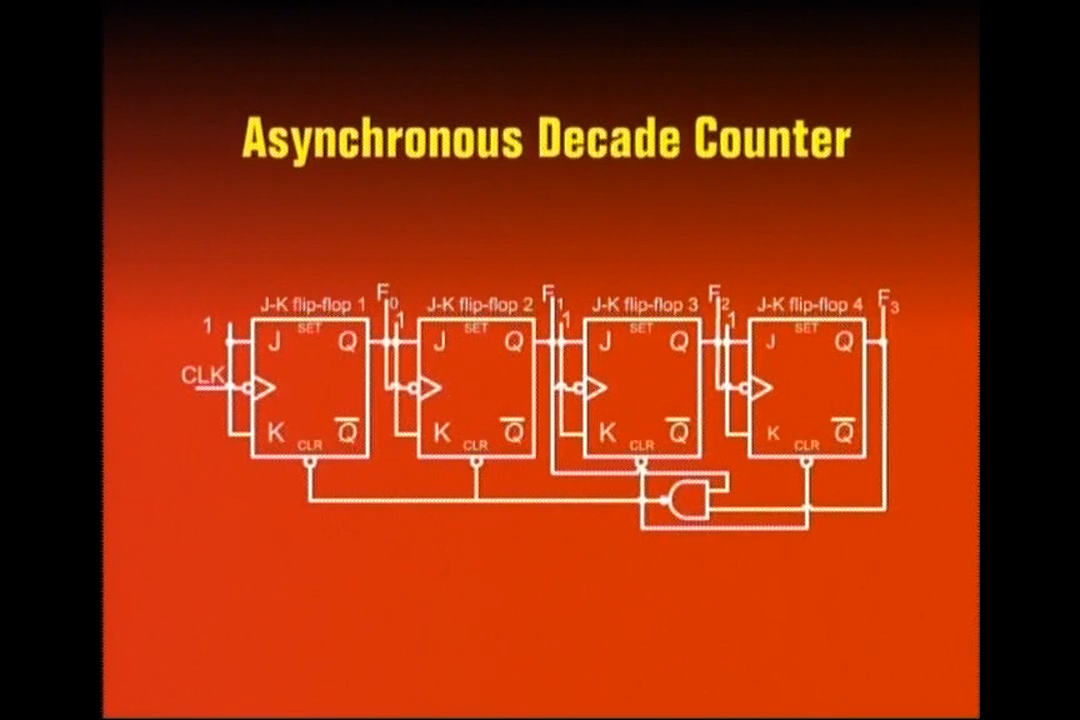 Asynchronous Decade Counter
J-K flip-flop 1 F0 J-K flip-flop 2 F1 J-K flip-flop 3 F2 J-K flip-flop 4 F3
1 SET 1 SET 1 SET 1 SET
J Q J Q J Q J Q
CLK
K Q̅ K Q̅ K Q̅ K Q̅
CLR CLR CLR CLR